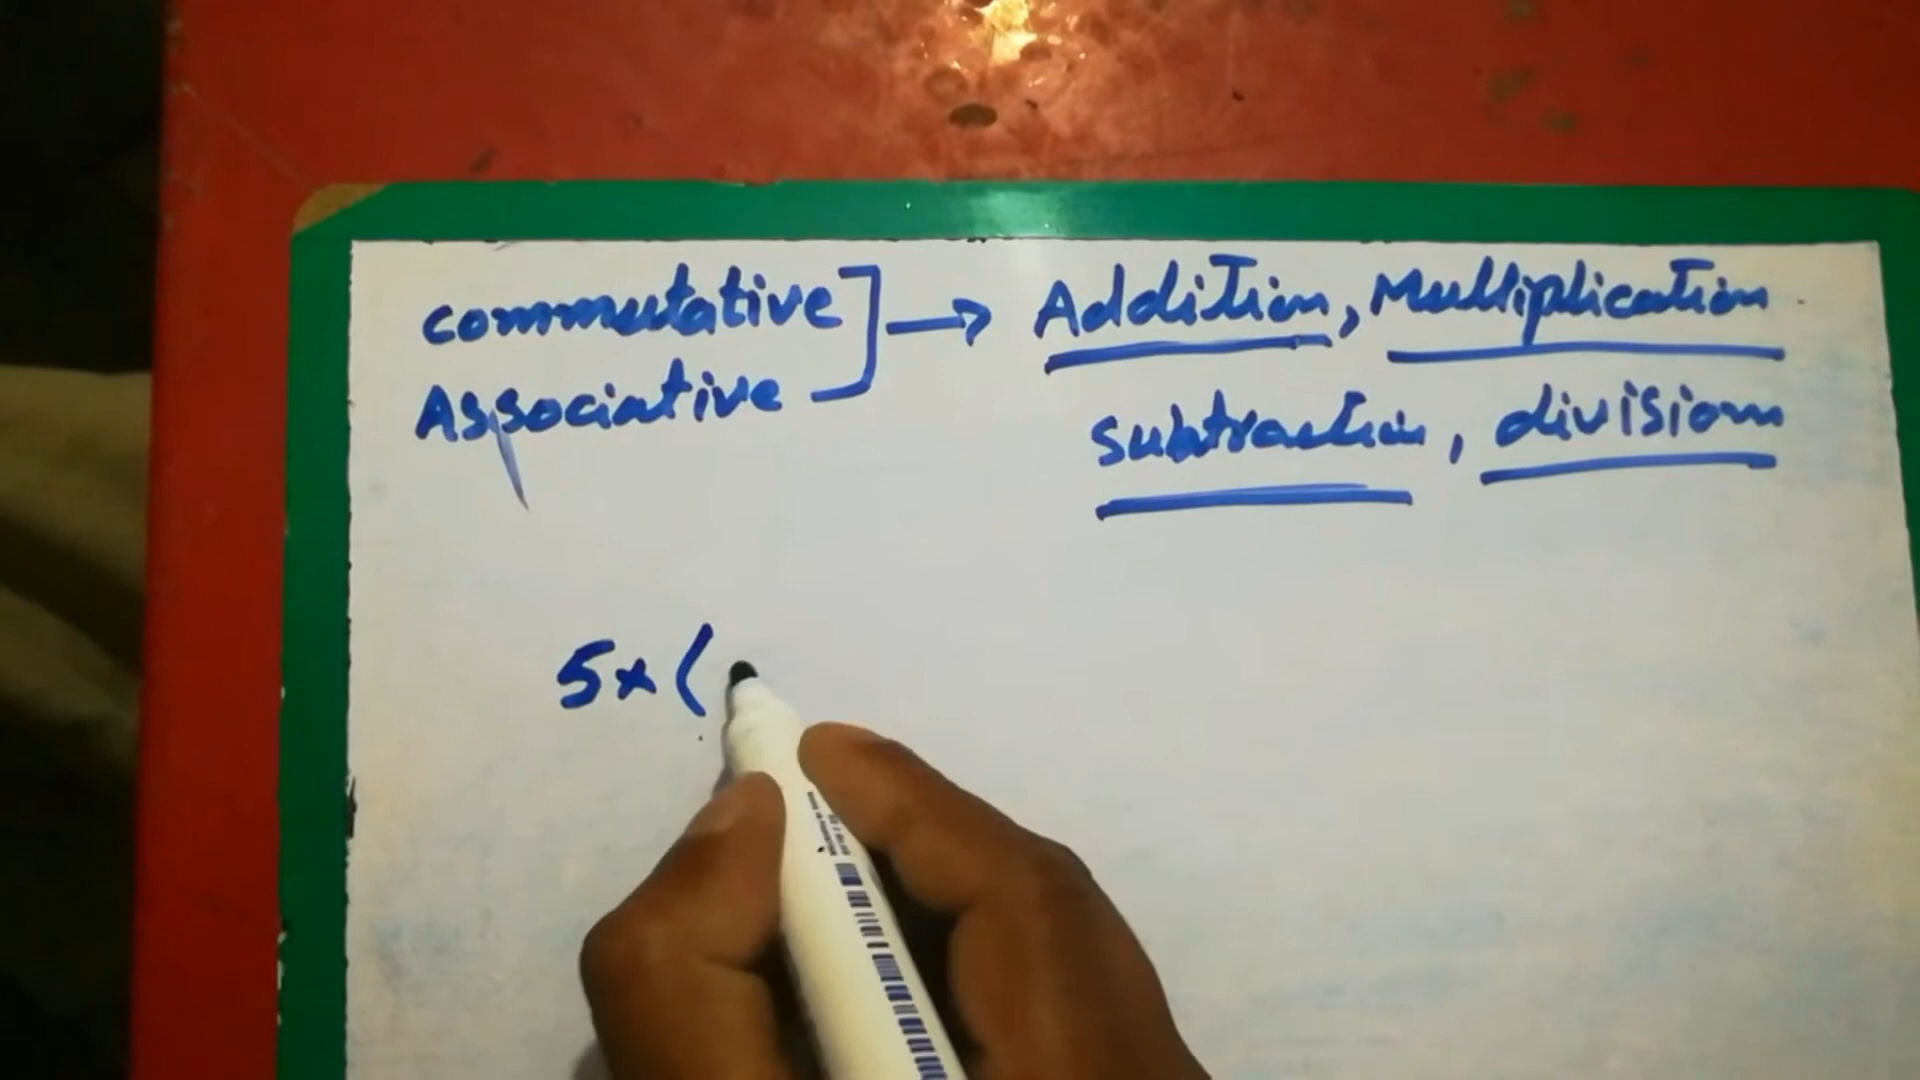 commutative] → Addition, Multiplication
Associative
subtraction, division
5×(